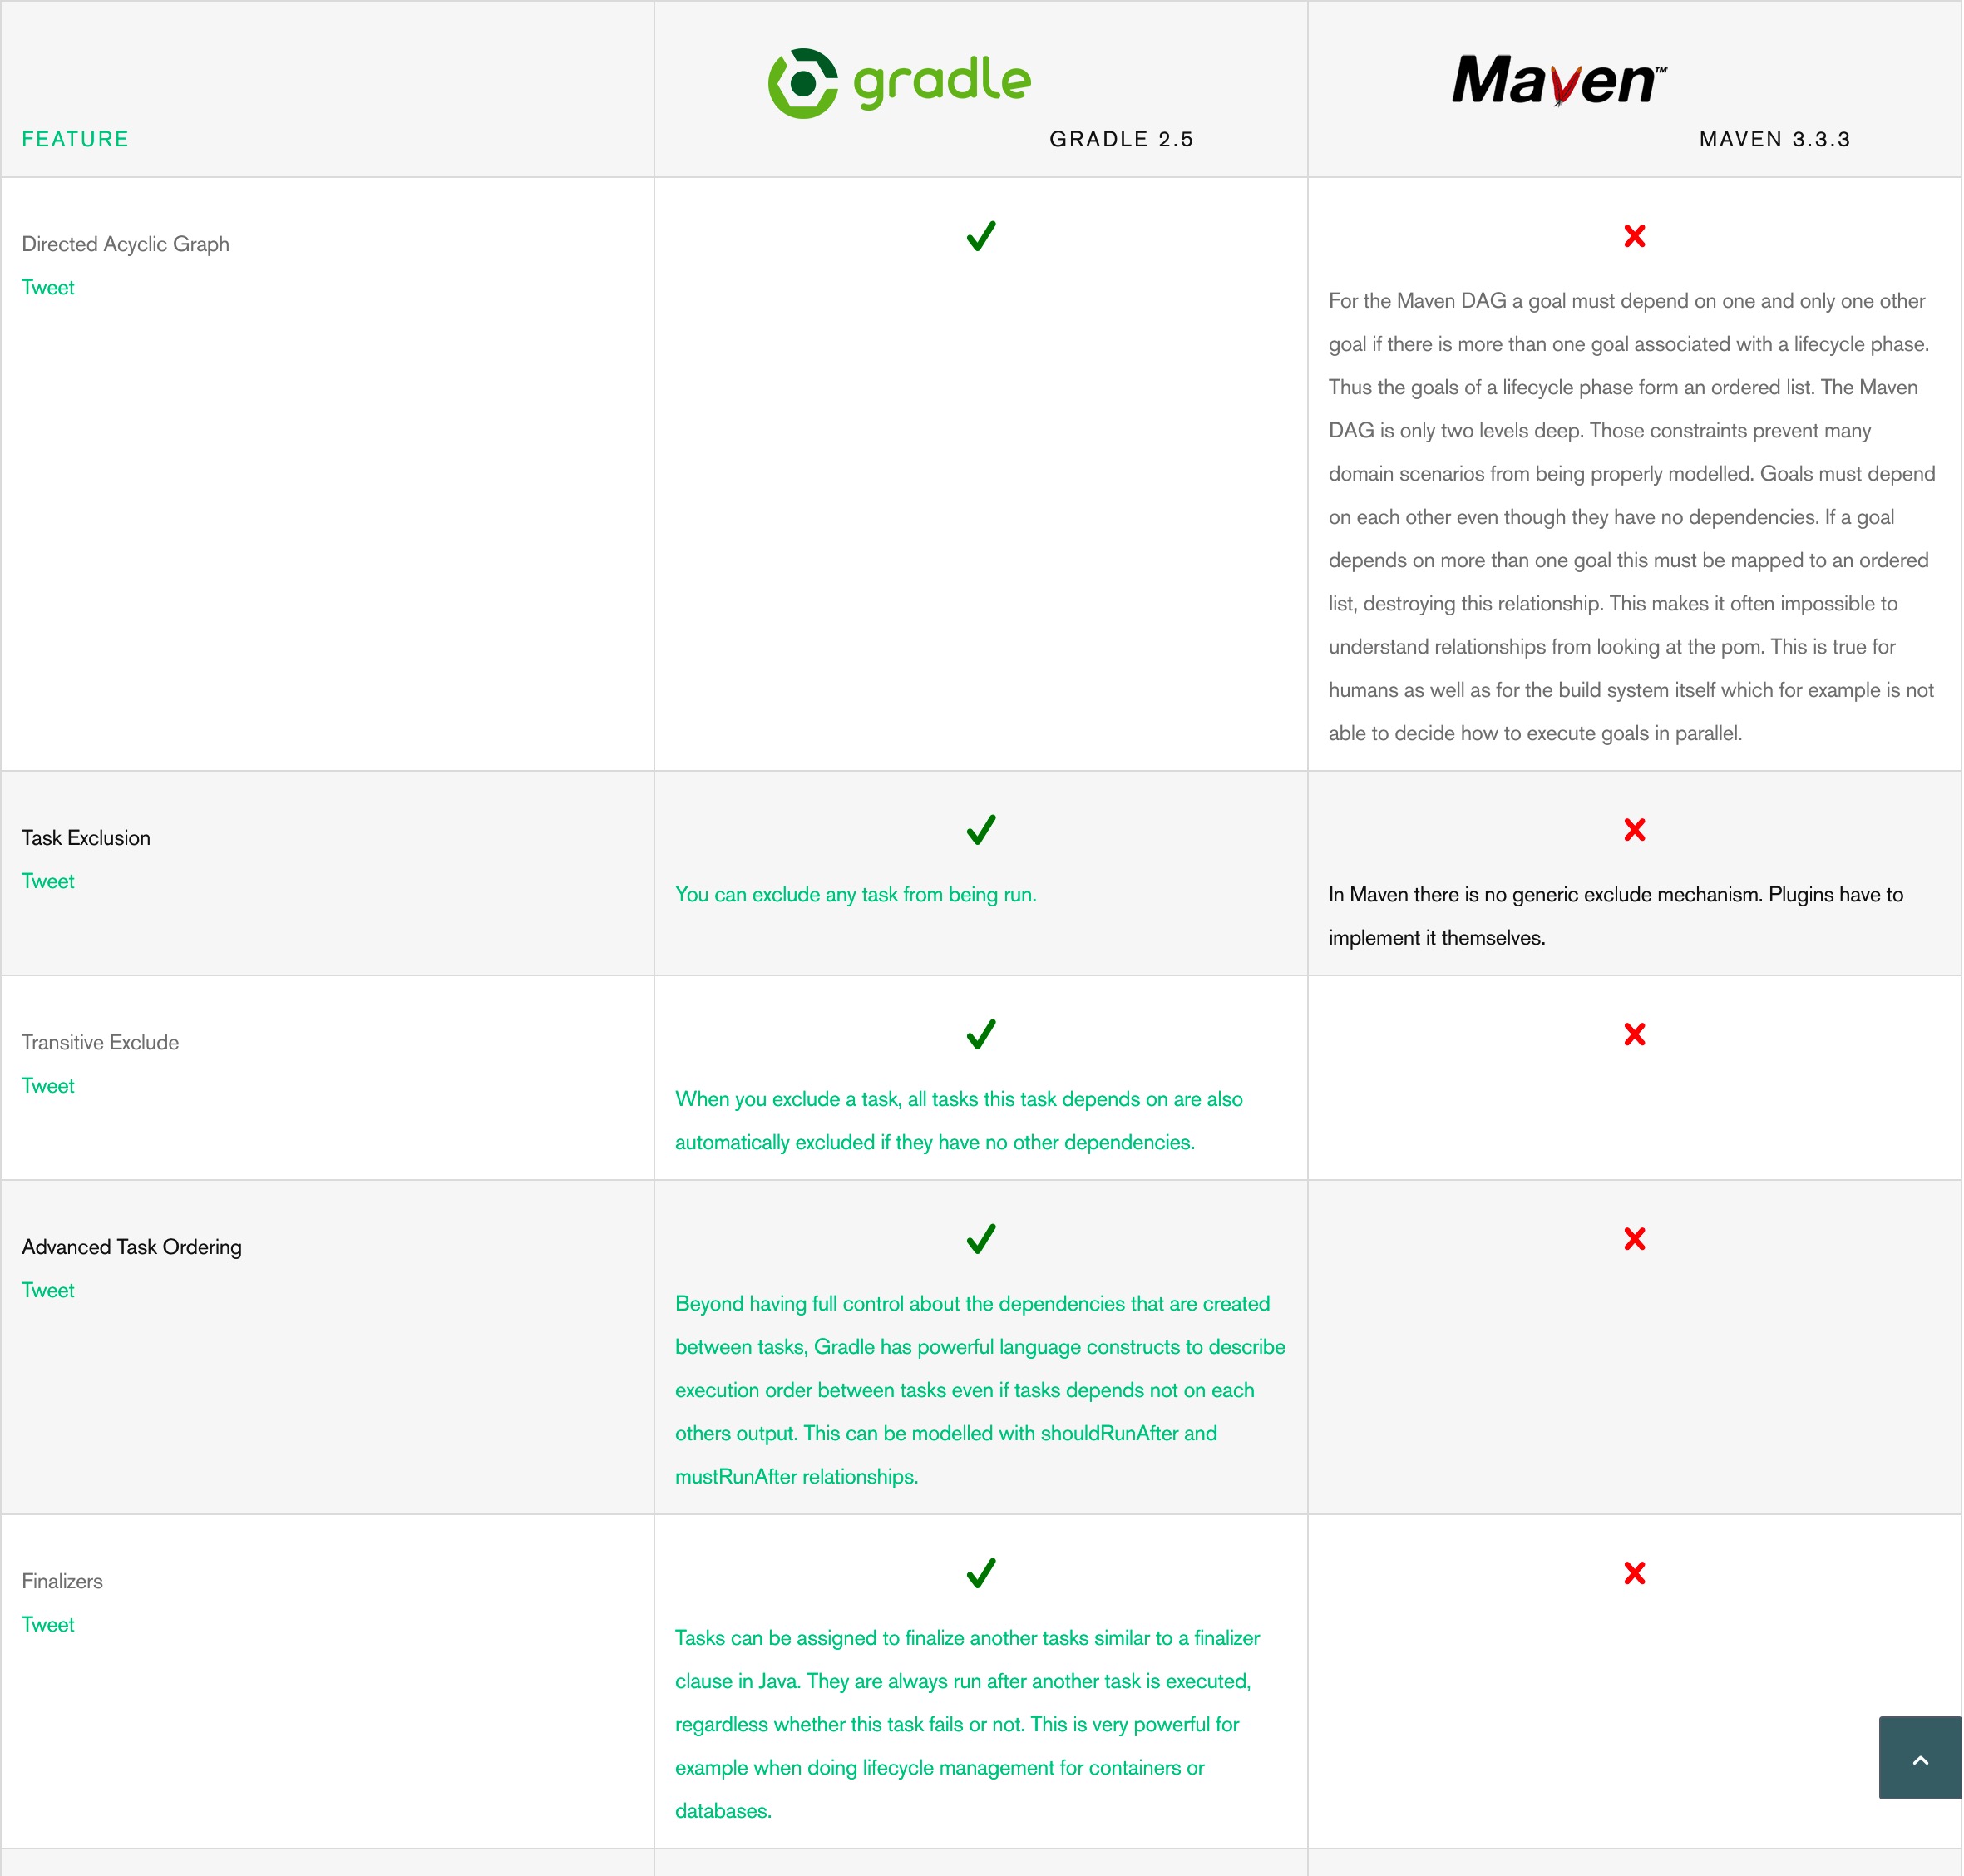 gradle
Maven™
FEATURE
GRADLE 2.5
MAVEN 3.3.3
Directed Acyclic Graph
Tweet
For the Maven DAG a goal must depend on one and only one other
goal if there is more than one goal associated with a lifecycle phase.
Thus the goals of a lifecycle phase form an ordered list. The Maven
DAG is only two levels deep. Those constraints prevent many
domain scenarios from being properly modelled. Goals must depend
on each other even though they have no dependencies. If a goal
depends on more than one goal this must be mapped to an ordered
list, destroying this relationship. This makes it often impossible to
understand relationships from looking at the pom. This is true for
humans as well as for the build system itself which for example is not
able to decide how to execute goals in parallel.
Task Exclusion
Tweet
You can exclude any task from being run.
In Maven there is no generic exclude mechanism. Plugins have to
implement it themselves.
Transitive Exclude
Tweet
When you exclude a task, all tasks this task depends on are also
automatically excluded if they have no other dependencies.
Advanced Task Ordering
Tweet
Beyond having full control about the dependencies that are created
between tasks, Gradle has powerful language constructs to describe
execution order between tasks even if tasks depends not on each
others output. This can be modelled with shouldRunAfter and
mustRunAfter relationships.
Finalizers
Tweet
Tasks can be assigned to finalize another tasks similar to a finalizer
clause in Java. They are always run after another task is executed,
regardless whether this task fails or not. This is very powerful for
example when doing lifecycle management for containers or
databases.